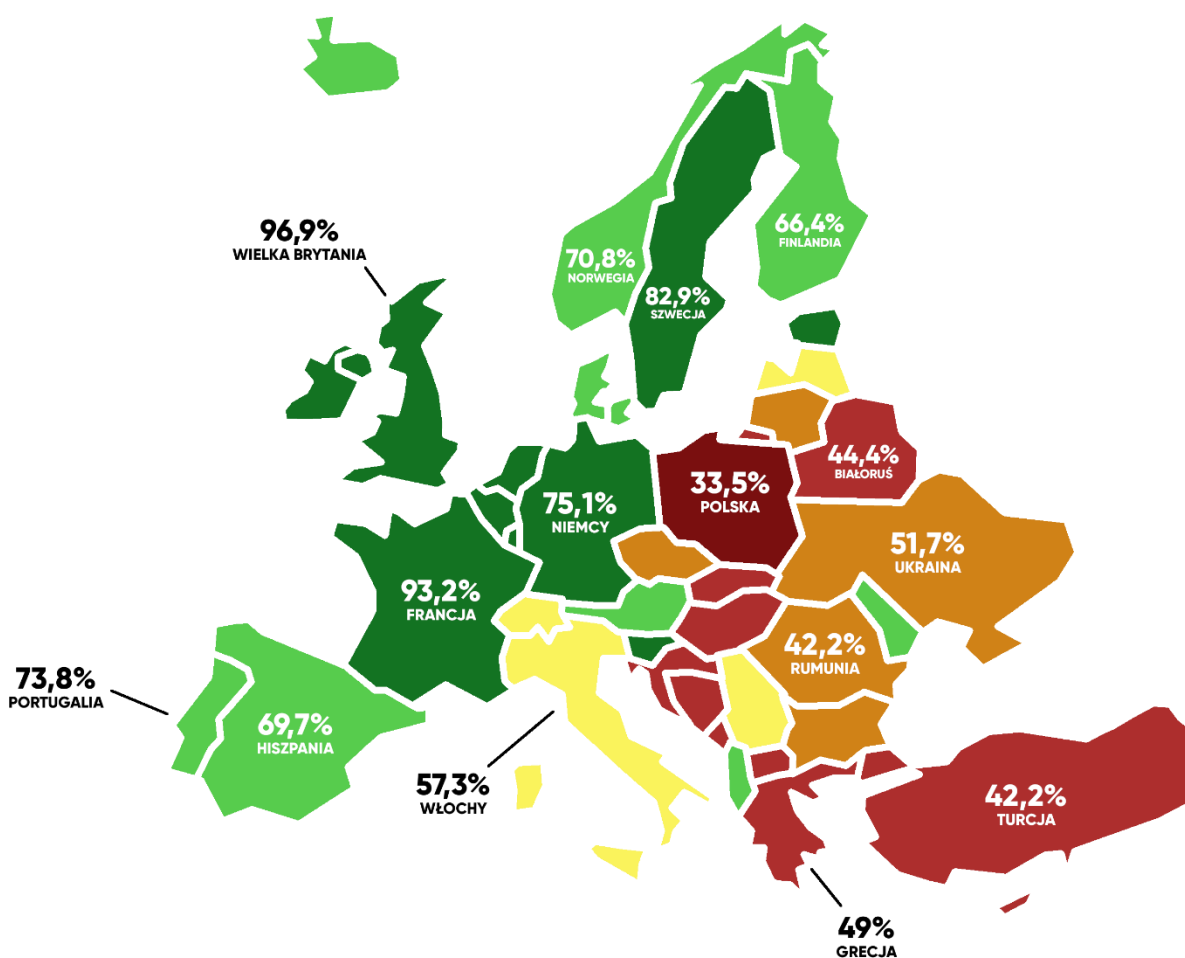 96,9%
WIELKA BRYTANIA
66,4%
FINLANDIA
70,8%
NORWEGIA
82,9%
SZWECJA
44,4%
BIAŁORUŚ
33,5%
POLSKA
75,1%
NIEMCY
51,7%
UKRAINA
93,2%
FRANCJA
42,2%
RUMUNIA
73,8%
PORTUGALIA
69,7%
HISZPANIA
57,3%
WŁOCHY
42,2%
TURCJA
49%
GRECJA